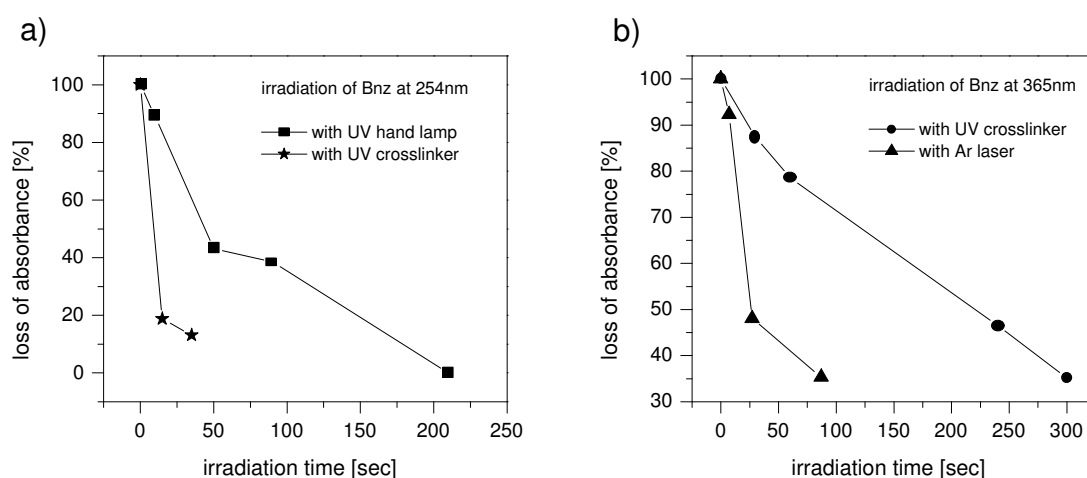 a)
irradiation of Bnz at 254nm
with UV hand lamp
with UV crosslinker
loss of absorbance [%]
100
80
60
40
20
0
0 50 100 150 200 250
irradiation time [sec]
b)
irradiation of Bnz at 365nm
with UV crosslinker
with Ar laser
loss of absorbance [%]
100
90
80
70
60
50
40
30
0 50 100 150 200 250 300
irradiation time [sec]